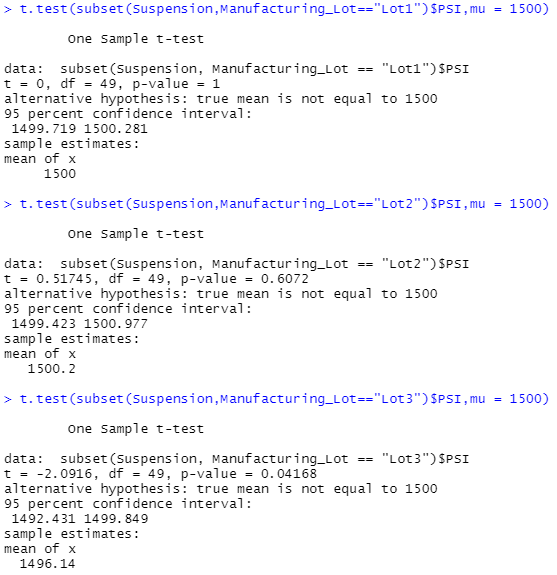 > t.test(subset(Suspension,Manufacturing_Lot=="Lot1")$PSI,mu = 1500)
One Sample t-test
data:  subset(Suspension, Manufacturing_Lot == "Lot1")$PSI
t = 0, df = 49, p-value = 1
alternative hypothesis: true mean is not equal to 1500
95 percent confidence interval:
1499.719 1500.281
sample estimates:
mean of x
1500
> t.test(subset(Suspension,Manufacturing_Lot=="Lot2")$PSI,mu = 1500)
One Sample t-test
data:  subset(Suspension, Manufacturing_Lot == "Lot2")$PSI
t = 0.51745, df = 49, p-value = 0.6072
alternative hypothesis: true mean is not equal to 1500
95 percent confidence interval:
1499.423 1500.977
sample estimates:
mean of x
1500.2
> t.test(subset(Suspension,Manufacturing_Lot=="Lot3")$PSI,mu = 1500)
One Sample t-test
data:  subset(Suspension, Manufacturing_Lot == "Lot3")$PSI
t = -2.0916, df = 49, p-value = 0.04168
alternative hypothesis: true mean is not equal to 1500
95 percent confidence interval:
1492.431 1499.849
sample estimates:
mean of x
1496.14